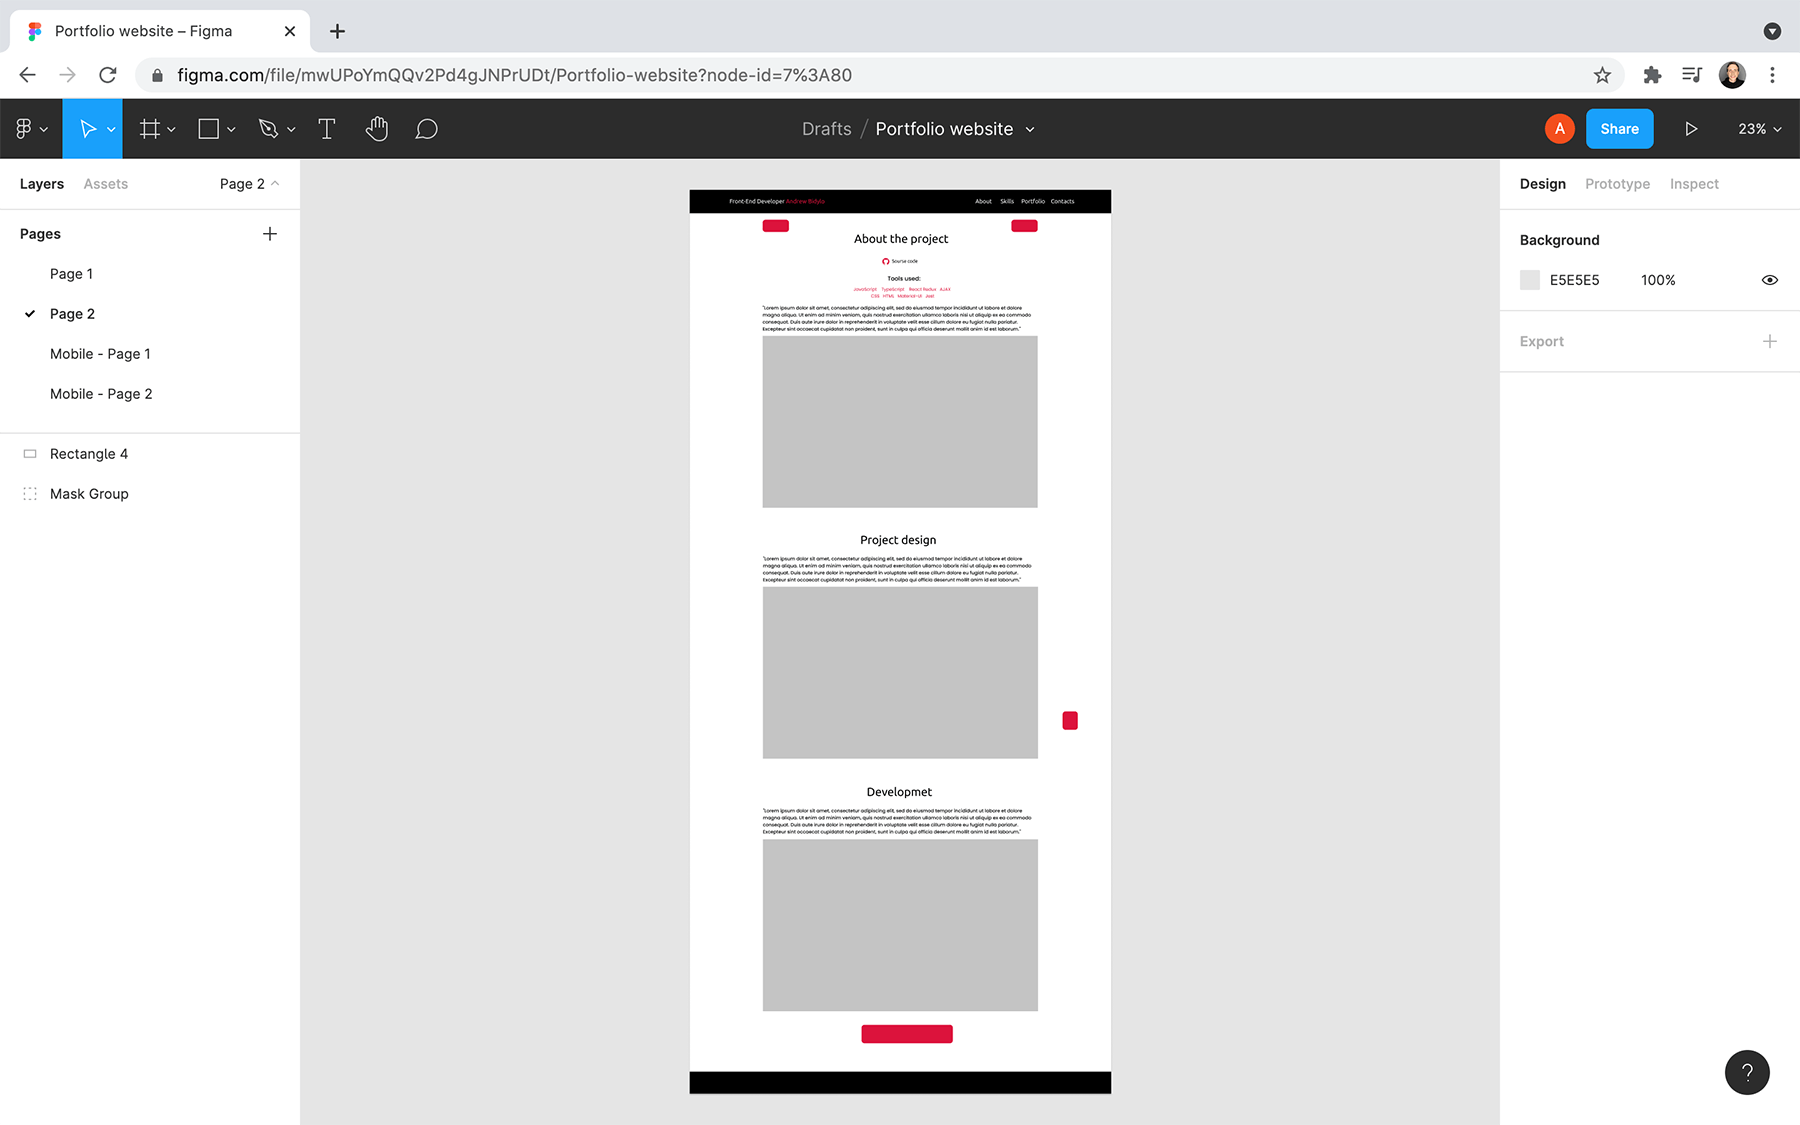 Portfolio website – Figma
figma.com/file/mwUPoYmQQv2Pd4gJNPrUDt/Portfolio-website?node-id=7%3A80
Drafts / Portfolio website
A
Share
23%
Layers
Assets
Page 2
Pages
Page 1
Page 2
Mobile - Page 1
Mobile - Page 2
Rectangle 4
Mask Group
Front-End Developer Andrew Bidylo
About Skills Portfolio Contacts
About the project
Sourse code
Tools used:
JavaScript TypeScript React Redux AJAX
CSS HTML Material-UI Jest
"Lorem ipsum dolor sit amet, consectetur adipiscing elit, sed do eiusmod tempor incididunt ut labore et dolore
magna aliqua. Ut enim ad minim veniam, quis nostrud exercitation ullamco laboris nisi ut aliquip ex ea commodo
consequat. Duis aute irure dolor in reprehenderit in voluptate velit esse cillum dolore eu fugiat nulla pariatur.
Excepteur sint occaecat cupidatat non proident, sunt in culpa qui officia deserunt mollit anim id est laborum."
Project design
"Lorem ipsum dolor sit amet, consectetur adipiscing elit, sed do eiusmod tempor incididunt ut labore et dolore
magna aliqua. Ut enim ad minim veniam, quis nostrud exercitation ullamco laboris nisi ut aliquip ex ea commodo
consequat. Duis aute irure dolor in reprehenderit in voluptate velit esse cillum dolore eu fugiat nulla pariatur.
Excepteur sint occaecat cupidatat non proident, sunt in culpa qui officia deserunt mollit anim id est laborum."
Developmet
"Lorem ipsum dolor sit amet, consectetur adipiscing elit, sed do eiusmod tempor incididunt ut labore et dolore
magna aliqua. Ut enim ad minim veniam, quis nostrud exercitation ullamco laboris nisi ut aliquip ex ea commodo
consequat. Duis aute irure dolor in reprehenderit in voluptate velit esse cillum dolore eu fugiat nulla pariatur.
Excepteur sint occaecat cupidatat non proident, sunt in culpa qui officia deserunt mollit anim id est laborum."
Design
Prototype
Inspect
Background
E5E5E5
100%
Export
?